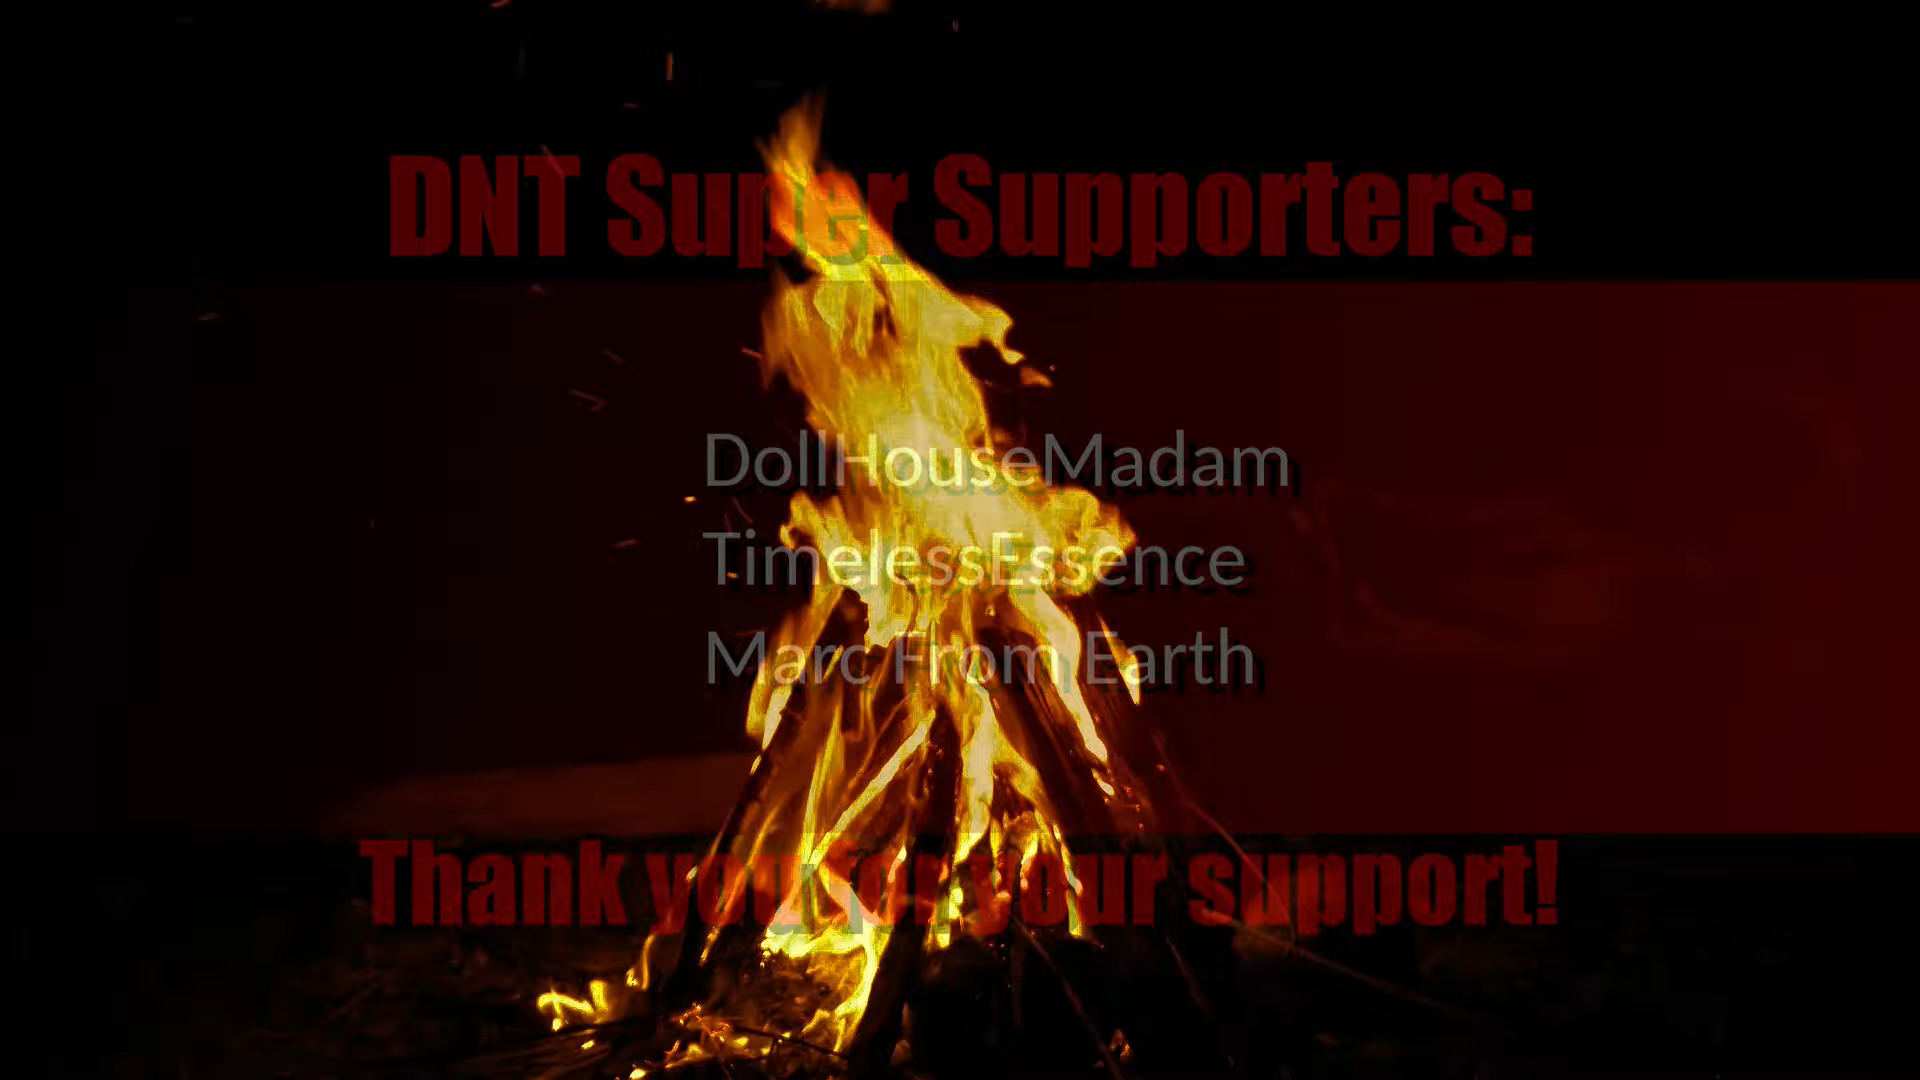 DNT Super Supporters:
DollHouseMadam
TimelessEssence
Marc From Earth
Thank you for your support!